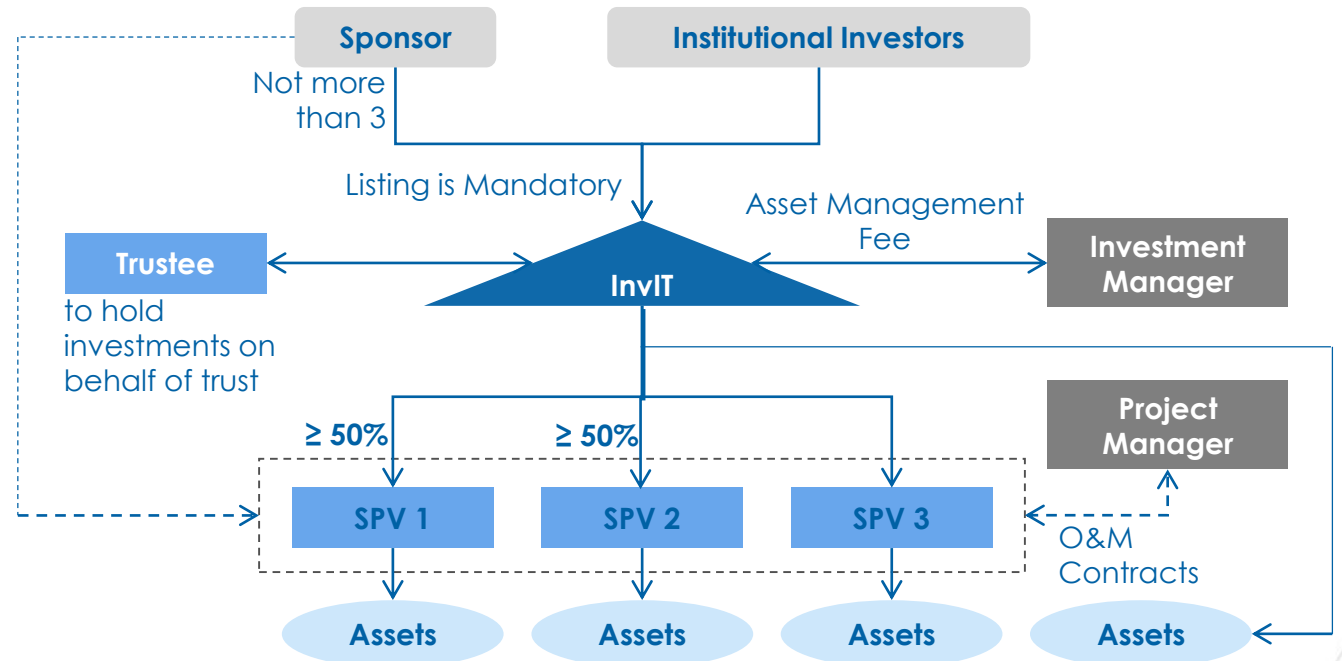 Sponsor
Institutional Investors
Not more
than 3
Listing is Mandatory
Asset Management
Fee
Trustee
InvIT
Investment
Manager
to hold
investments on
behalf of trust
Project
Manager
≥ 50%
≥ 50%
SPV 1
SPV 2
SPV 3
O&M
Contracts
Assets
Assets
Assets
Assets